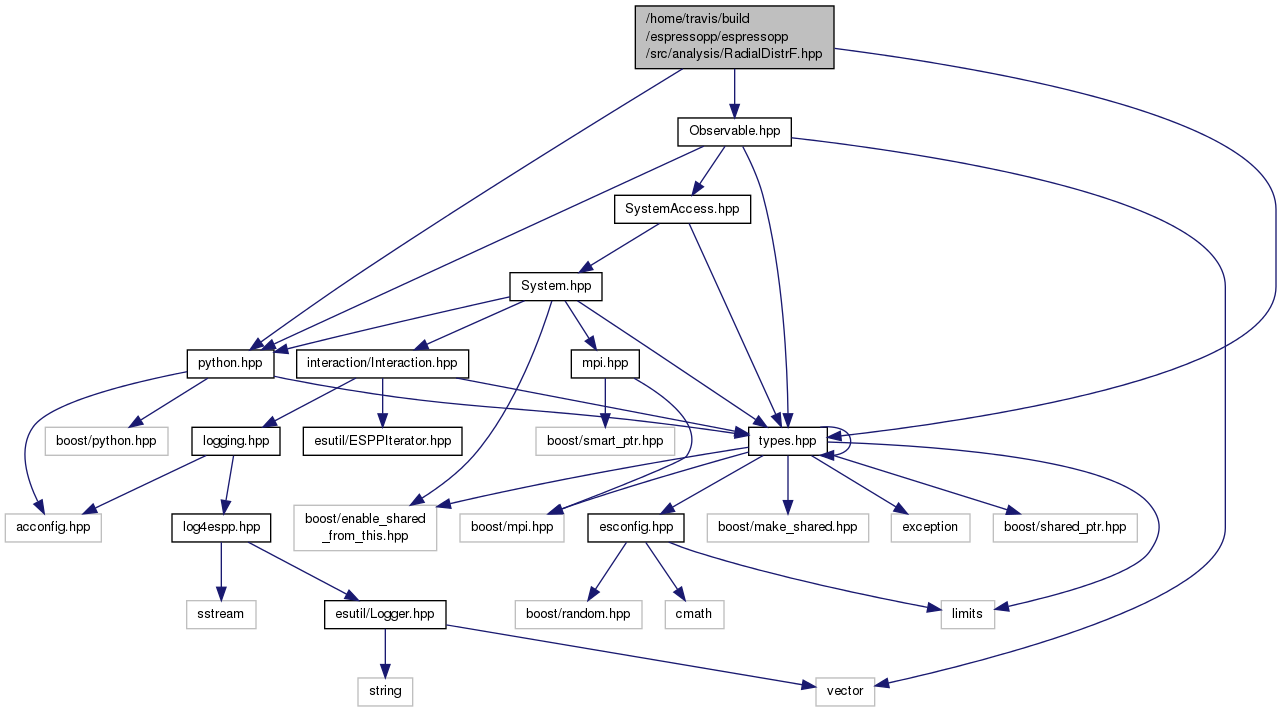 /home/travis/build
/espressopp/espressopp
/src/analysis/RadialDistrF.hpp
Observable.hpp
SystemAccess.hpp
System.hpp
python.hpp
interaction/Interaction.hpp
mpi.hpp
boost/python.hpp
logging.hpp
esutil/ESPPIterator.hpp
boost/smart_ptr.hpp
types.hpp
acconfig.hpp
log4espp.hpp
boost/enable_shared
_from_this.hpp
boost/mpi.hpp
esconfig.hpp
boost/make_shared.hpp
exception
boost/shared_ptr.hpp
sstream
esutil/Logger.hpp
boost/random.hpp
cmath
limits
string
vector